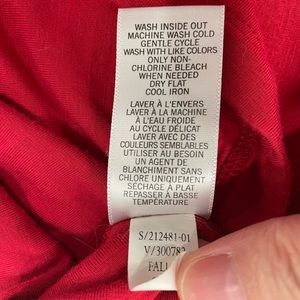 WASH INSIDE OUT
MACHINE WASH COLD
GENTLE CYCLE
WASH WITH LIKE COLORS
ONLY NON-
CHLORINE BLEACH
WHEN NEEDED
DRY FLAT
COOL IRON
LAVER À L'ENVERS
LAVER À LA MACHINE
À L'EAU FROIDE
AU CYCLE DÉLICAT
LAVER AVEC DES
COULEURS SEMBLABLES
UTILISER AU BESOIN
UN AGENT DE
BLANCHIMENT SANS
CHLORE UNIQUEMENT
SÉCHAGE À PLAT
REPASSER À BASSE
TEMPÉRATURE
S/212481-01
V/300782
FALL